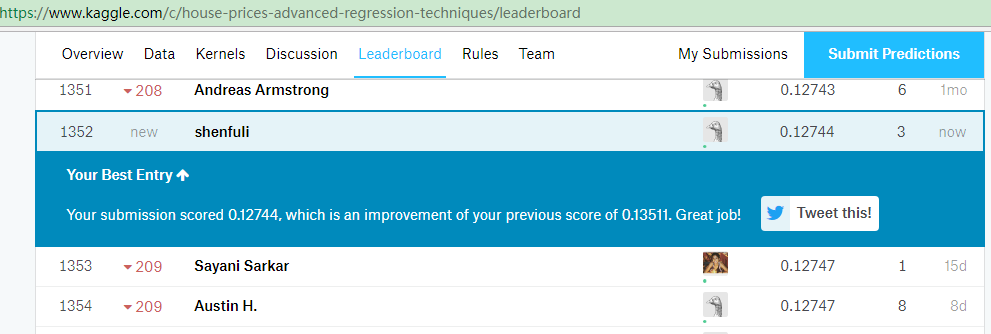 https://www.kaggle.com/c/house-prices-advanced-regression-techniques/leaderboard
Overview Data Kernels Discussion Leaderboard Rules Team My Submissions Submit Predictions
1351 208 Andreas Armstrong 0.12743 6 1mo
1352 new shenfuli 0.12744 3 now
Your Best Entry
Your submission scored 0.12744, which is an improvement of your previous score of 0.13511. Great job! Tweet this!
1353 209 Sayani Sarkar 0.12747 1 15d
1354 209 Austin H. 0.12747 8 8d